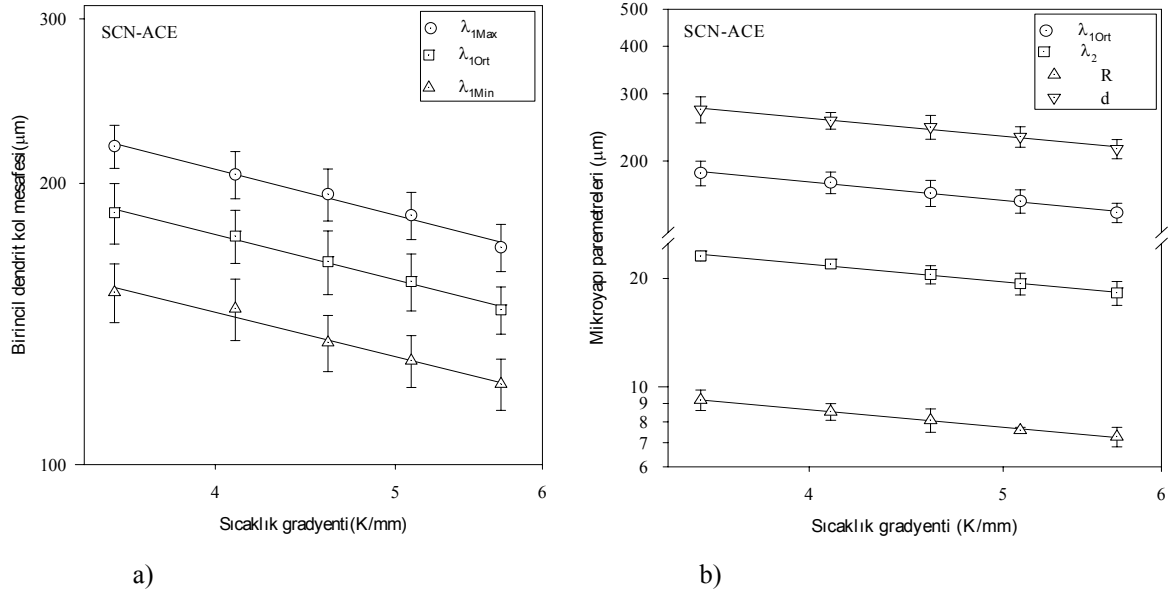 300
SCN-ACE
λ1Max
λ1Ort
λ1Min
200
100
Birincil dendrit kol mesafesi(μm)
4
5
6
Sıcaklık gradyenti(K/mm)
a)
500
400
300
200
20
10
9
8
7
6
SCN-ACE
λ1Ort
λ2
R
d
Mikroyapı paremetreleri (μm)
4
5
6
Sıcaklık gradyenti (K/mm)
b)